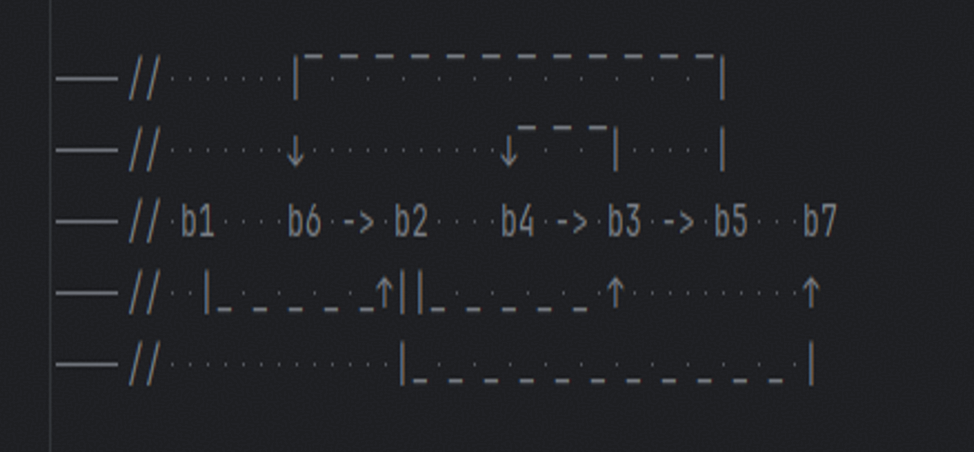 //       |‾ ‾ ‾ ‾ ‾ ‾ ‾ ‾ ‾ ‾ ‾ ‾|
//       ↓           ↓‾ ‾ ‾|     |
// b1    b6 -> b2    b4 -> b3 -> b5   b7
//  |_ _ _ _ _↑||_ _ _ _ _ ↑          ↑
//             |_ _ _ _ _ _ _ _ _ _ _ |